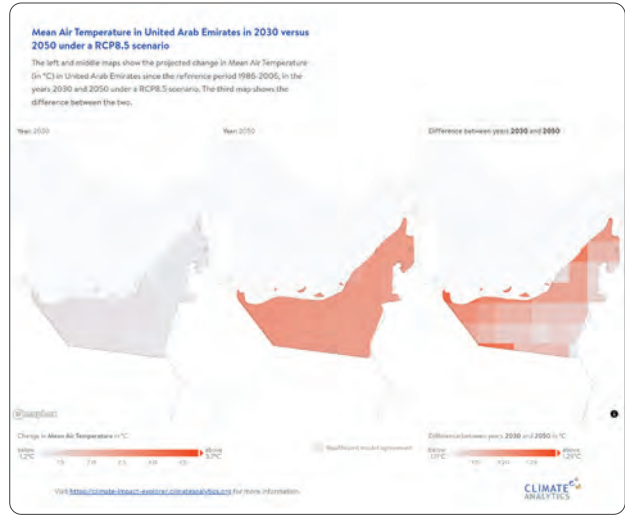 Mean Air Temperature in United Arab Emirates in 2030 versus
2050 under a RCP8.5 scenario
The left and middle maps show the projected change in Mean Air Temperature
(in °C) in United Arab Emirates since the reference period 1986-2006, in the
years 2030 and 2050 under a RCP8.5 scenario. The third map shows the
difference between the two.
Year: 2030
Year: 2050
Difference between years 2030 and 2050
mapbox
Change in Mean Air Temperature in °C
below
1.2°C
above
3.7°C
model agreement
Difference between years 2030 and 2050 in °C
below
above
Visit https://climate-impact-explorer.climateanalytics.org for more information.
CLIMATE
ANALYTICS